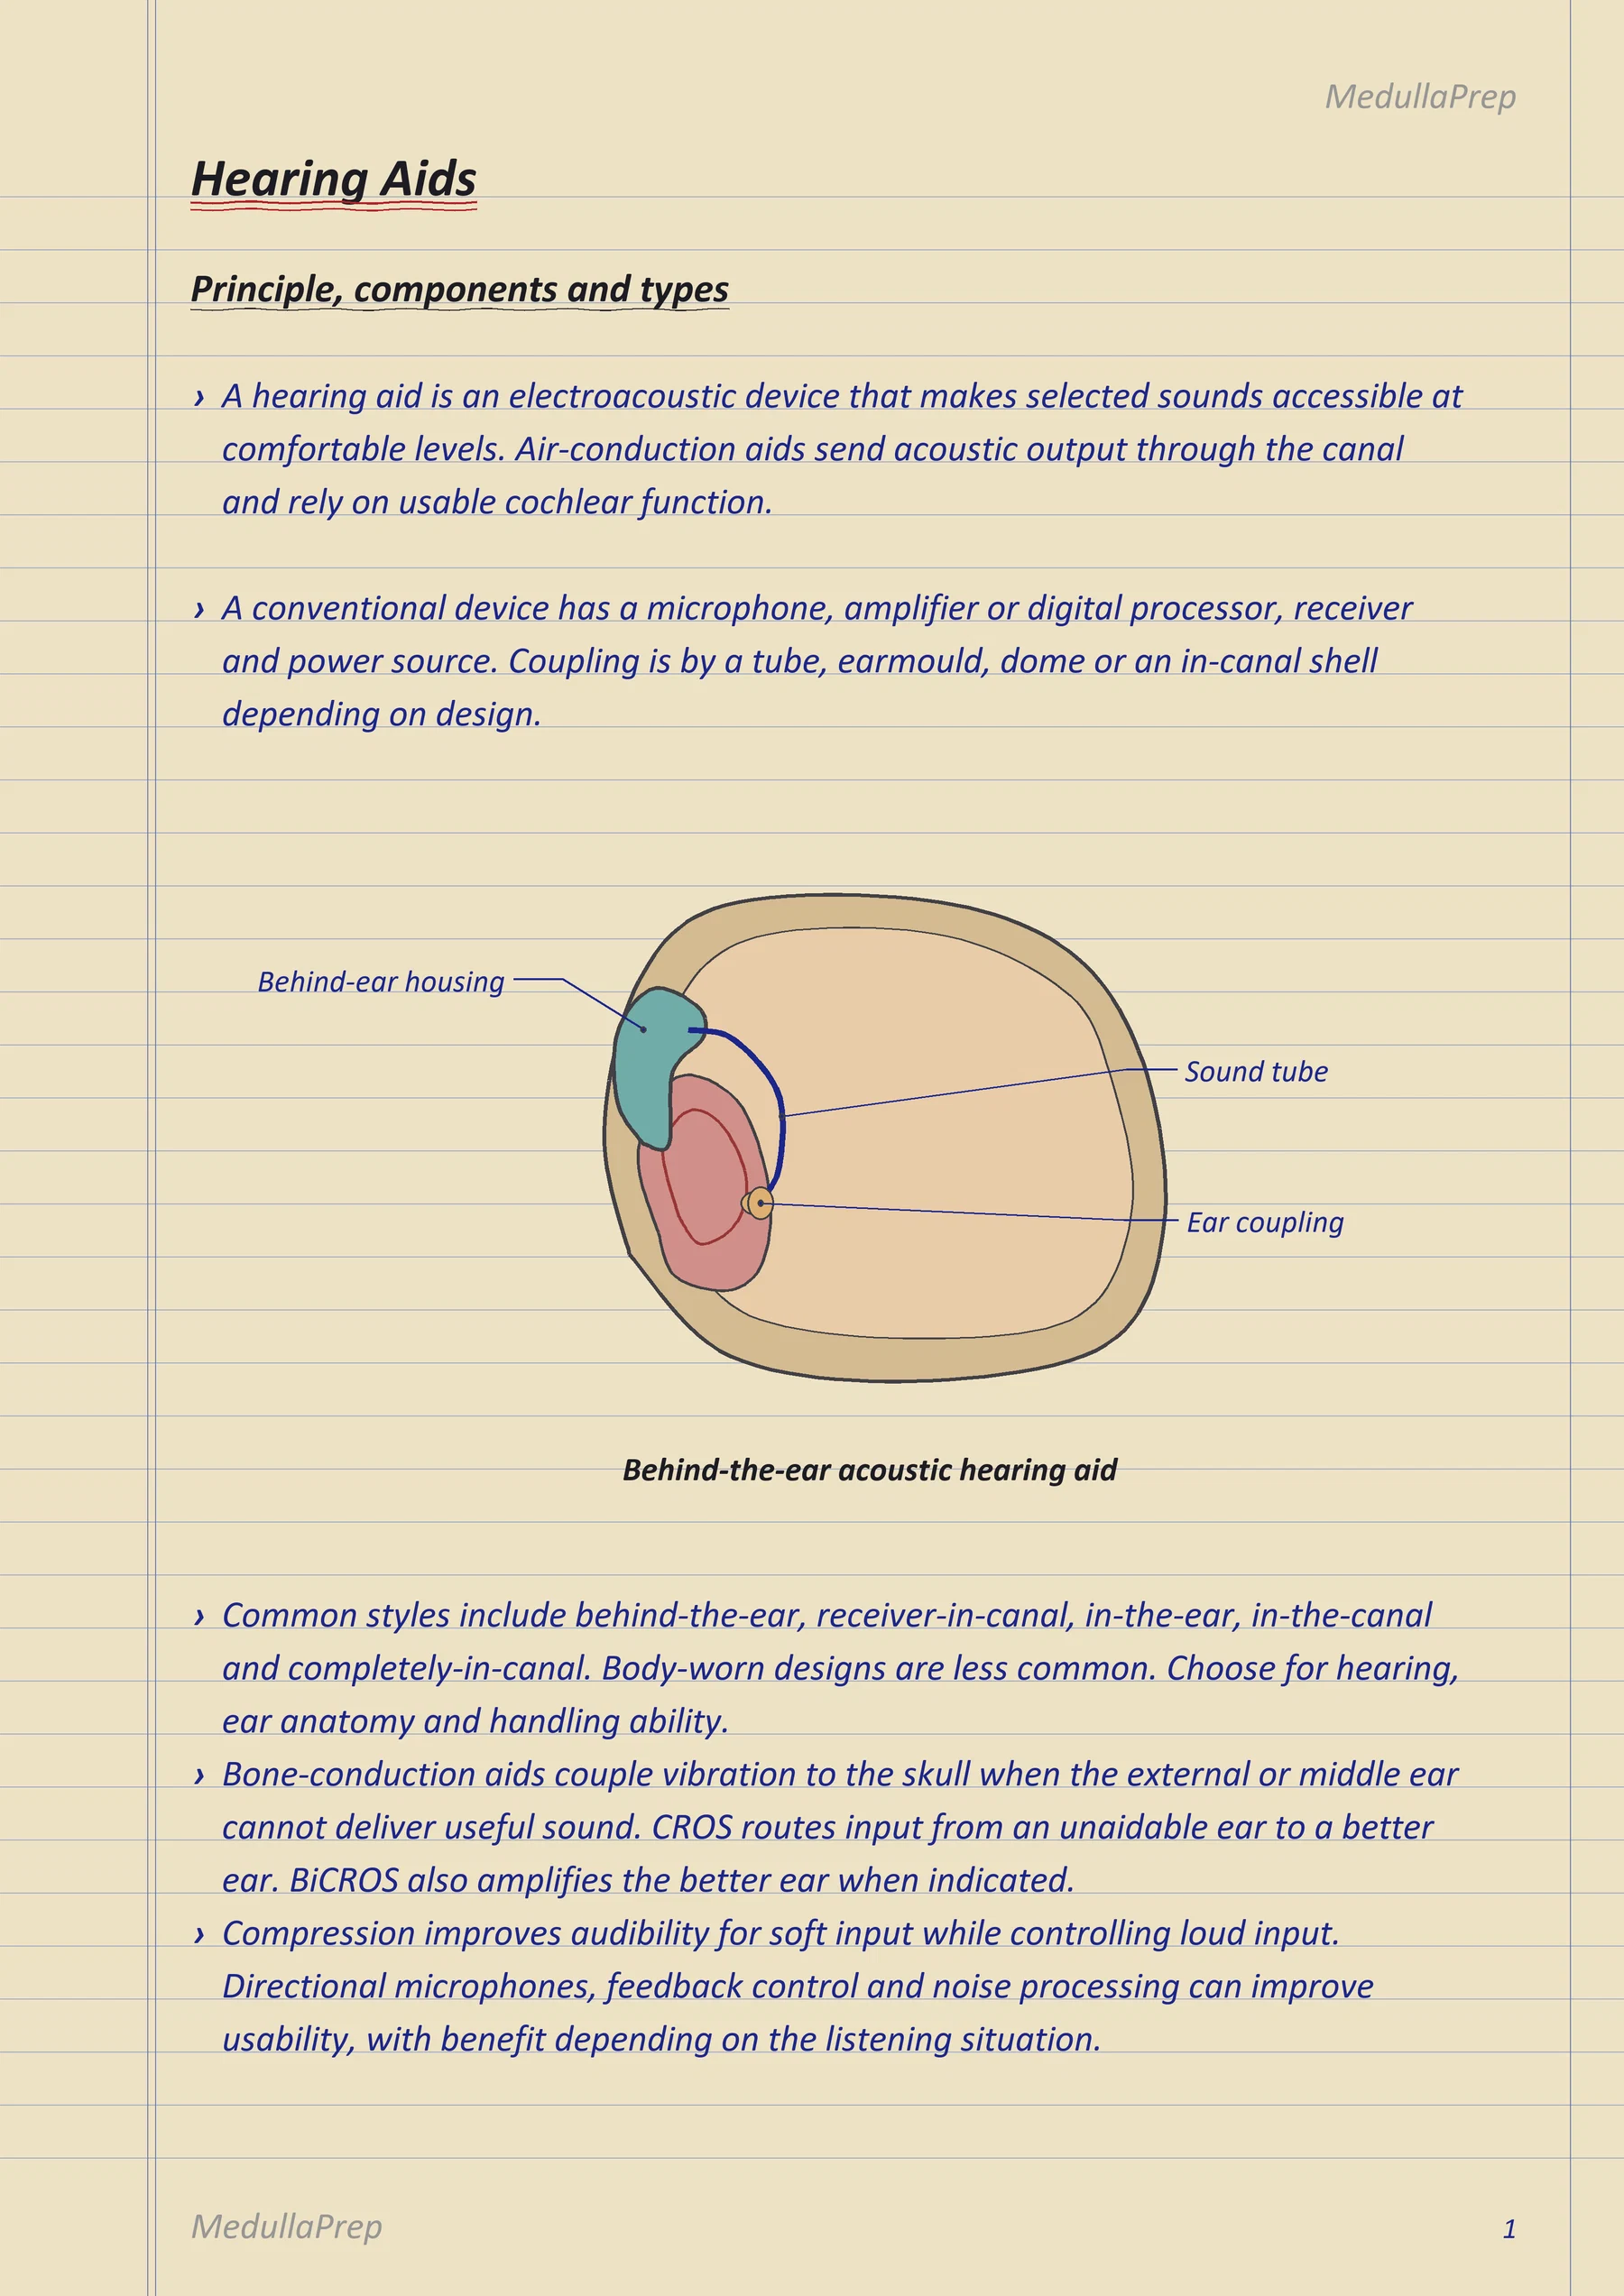 MedullaPrep
Hearing Aids
Principle, components and types
› A hearing aid is an electroacoustic device that makes selected sounds accessible at
comfortable levels. Air-conduction aids send acoustic output through the canal
and rely on usable cochlear function.
› A conventional device has a microphone, amplifier or digital processor, receiver
and power source. Coupling is by a tube, earmould, dome or an in-canal shell
depending on design.
Behind-ear housing
Sound tube
Ear coupling
Behind-the-ear acoustic hearing aid
› Common styles include behind-the-ear, receiver-in-canal, in-the-ear, in-the-canal
and completely-in-canal. Body-worn designs are less common. Choose for hearing,
ear anatomy and handling ability.
› Bone-conduction aids couple vibration to the skull when the external or middle ear
cannot deliver useful sound. CROS routes input from an unaidable ear to a better
ear. BiCROS also amplifies the better ear when indicated.
› Compression improves audibility for soft input while controlling loud input.
Directional microphones, feedback control and noise processing can improve
usability, with benefit depending on the listening situation.
MedullaPrep
1